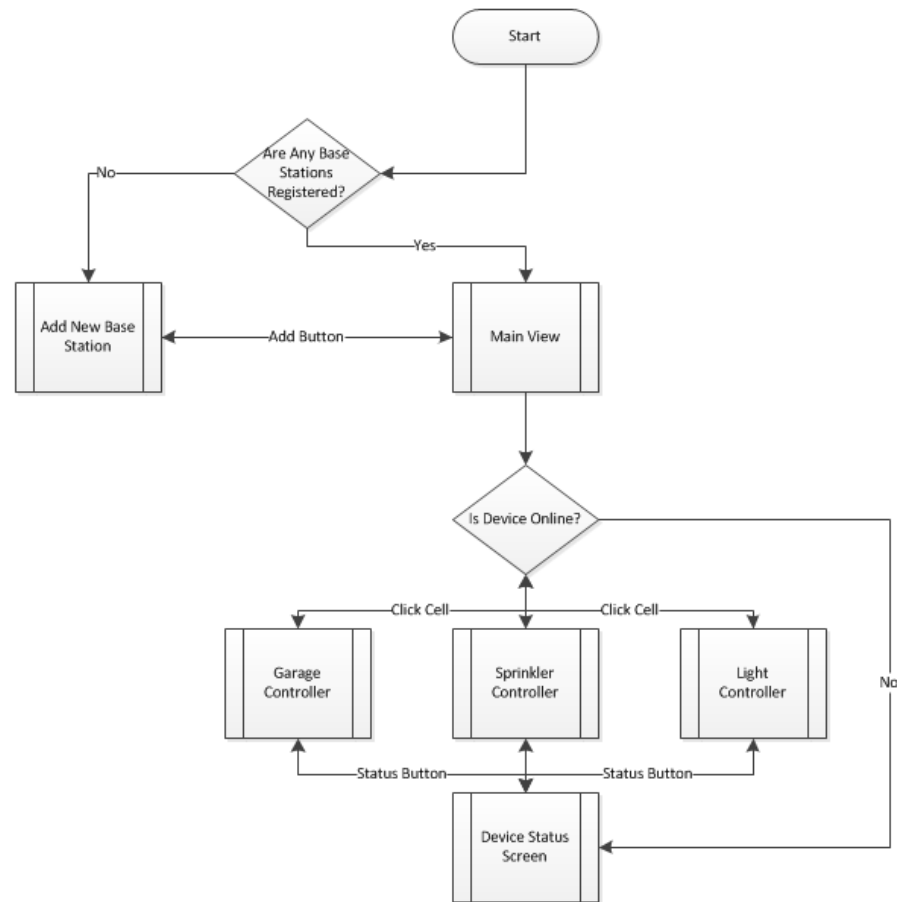 Start
Are Any Base
Stations
Registered?
No
Yes
Add New Base
Station
Add Button
Main View
Is Device Online?
Click Cell
Click Cell
Garage
Controller
Sprinkler
Controller
Light
Controller
No
Status Button
Status Button
Device Status
Screen